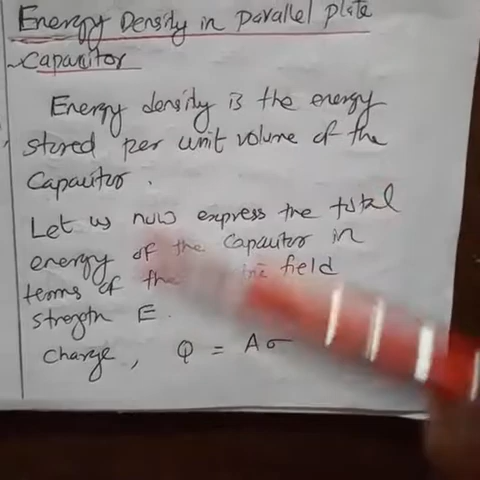 Energy Density in parallel plate
Capacitor
Energy density is the energy
stored per unit volume of the
Capacitor.
Let us now express the total
energy of the Capacitor in
terms of the field
strength E.
Charge, Q = Aσ